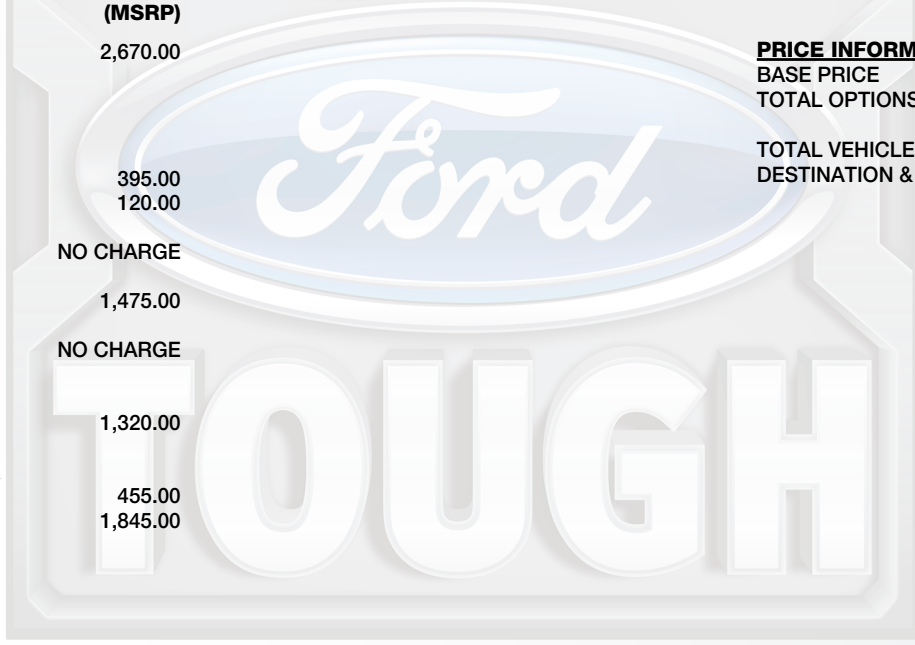 (MSRP)
2,670.00
395.00
120.00
NO CHARGE
1,475.00
NO CHARGE
1,320.00
455.00
1,845.00
PRICE INFORM
BASE PRICE
TOTAL OPTIONS
TOTAL VEHICLE
DESTINATION &
Ford
TOUGH